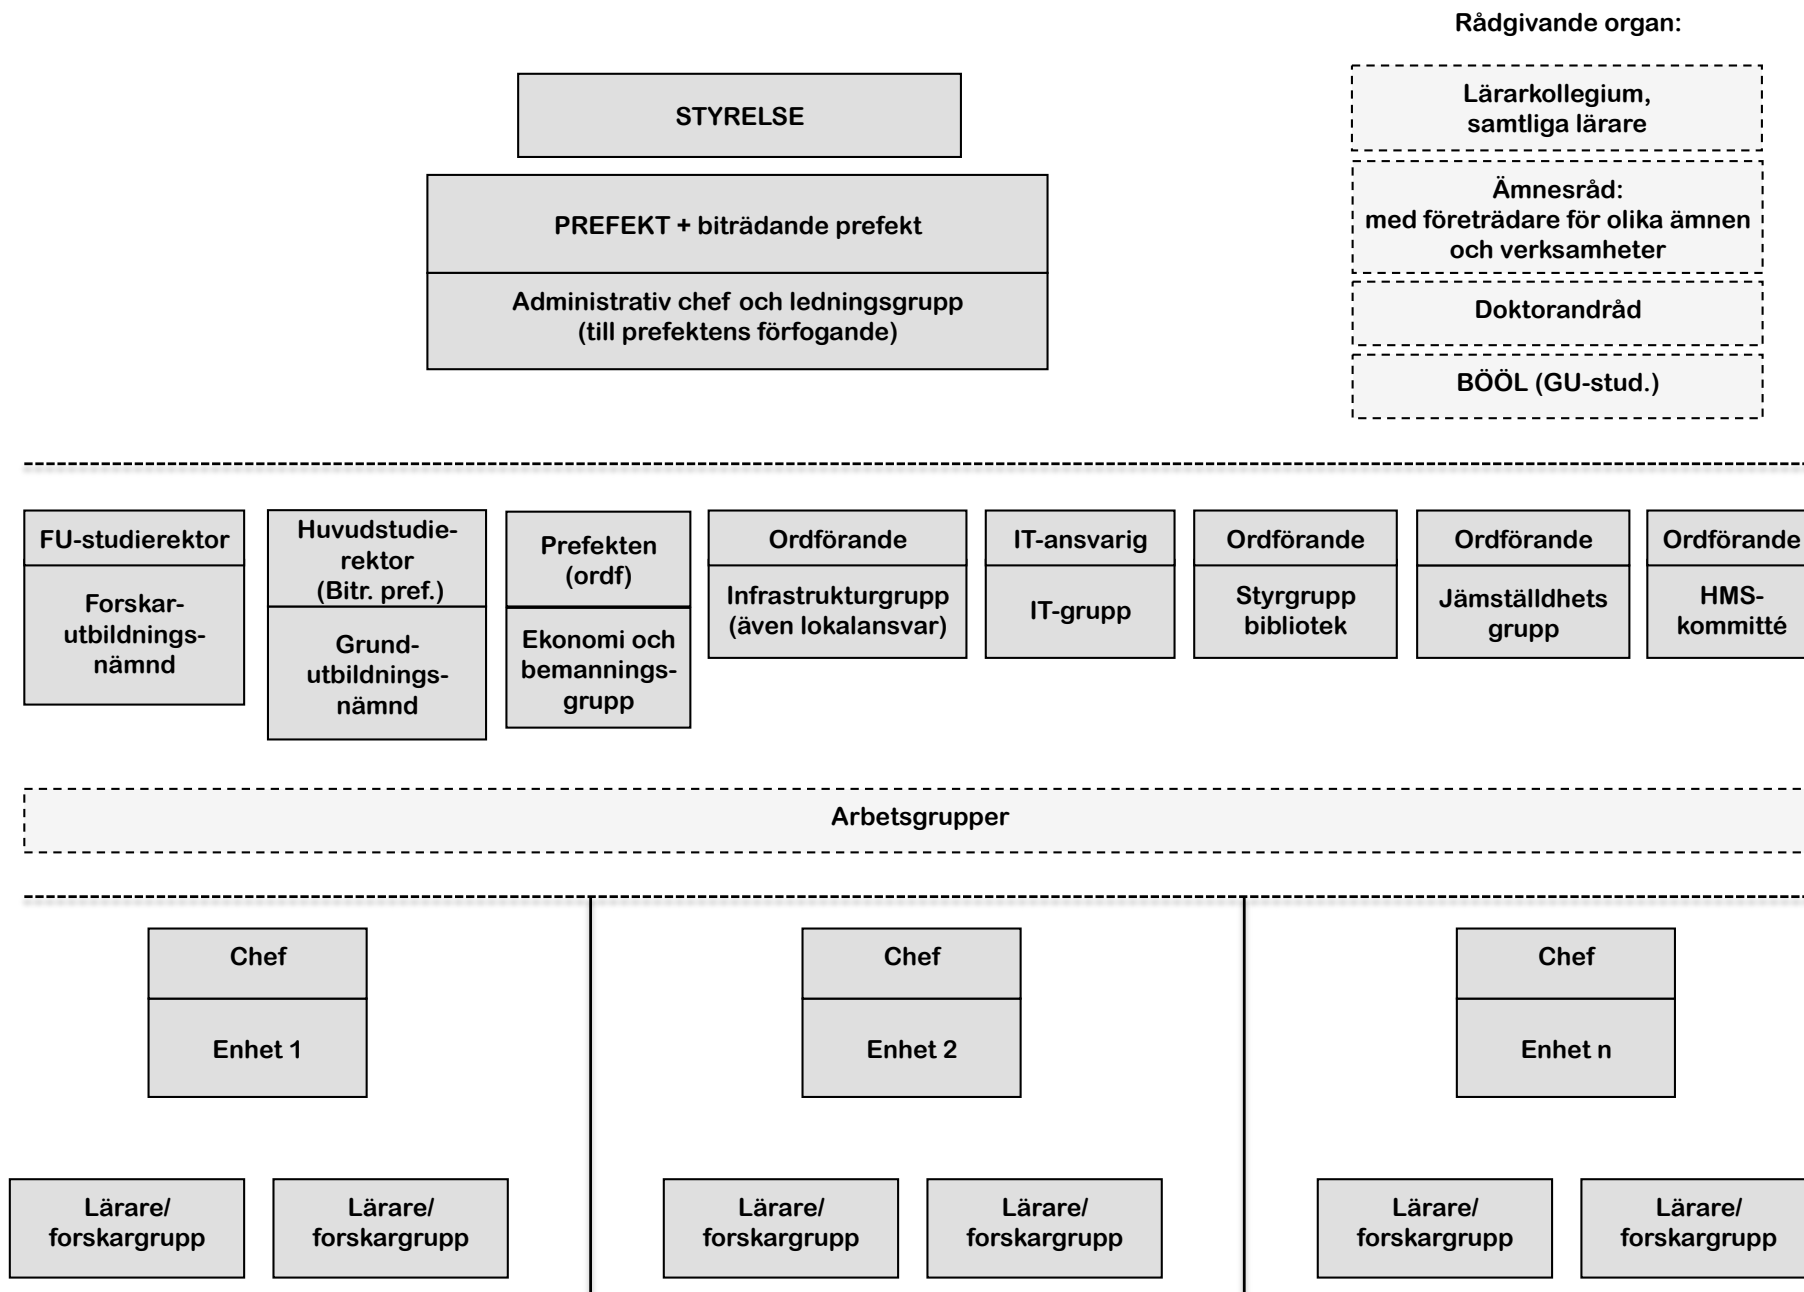 Rådgivande organ:
STYRELSE
PREFEKT + biträdande prefekt
Administrativ chef och ledningsgrupp
(till prefektens förfogande)
Lärarkollegium,
samtliga lärare
Ämnesråd:
med företrädare för olika ämnen
och verksamheter
Doktorandråd
BÖÖL (GU-stud.)
FU-studierektor
Forskar-
utbildnings-
nämnd
Huvudstudie-
rektor
(Bitr. pref.)
Grund-
utbildnings-
nämnd
Prefekten
(ordf)
Ekonomi och
bemannings-
grupp
Ordförande
Infrastrukturgrupp
(även lokalansvar)
IT-ansvarig
IT-grupp
Ordförande
Styrgrupp
bibliotek
Ordförande
Jämställdhets
grupp
Ordförande
HMS-
kommitté
Arbetsgrupper
Chef
Enhet 1
Chef
Enhet 2
Chef
Enhet n
Lärare/
forskargrupp
Lärare/
forskargrupp
Lärare/
forskargrupp
Lärare/
forskargrupp
Lärare/
forskargrupp
Lärare/
forskargrupp